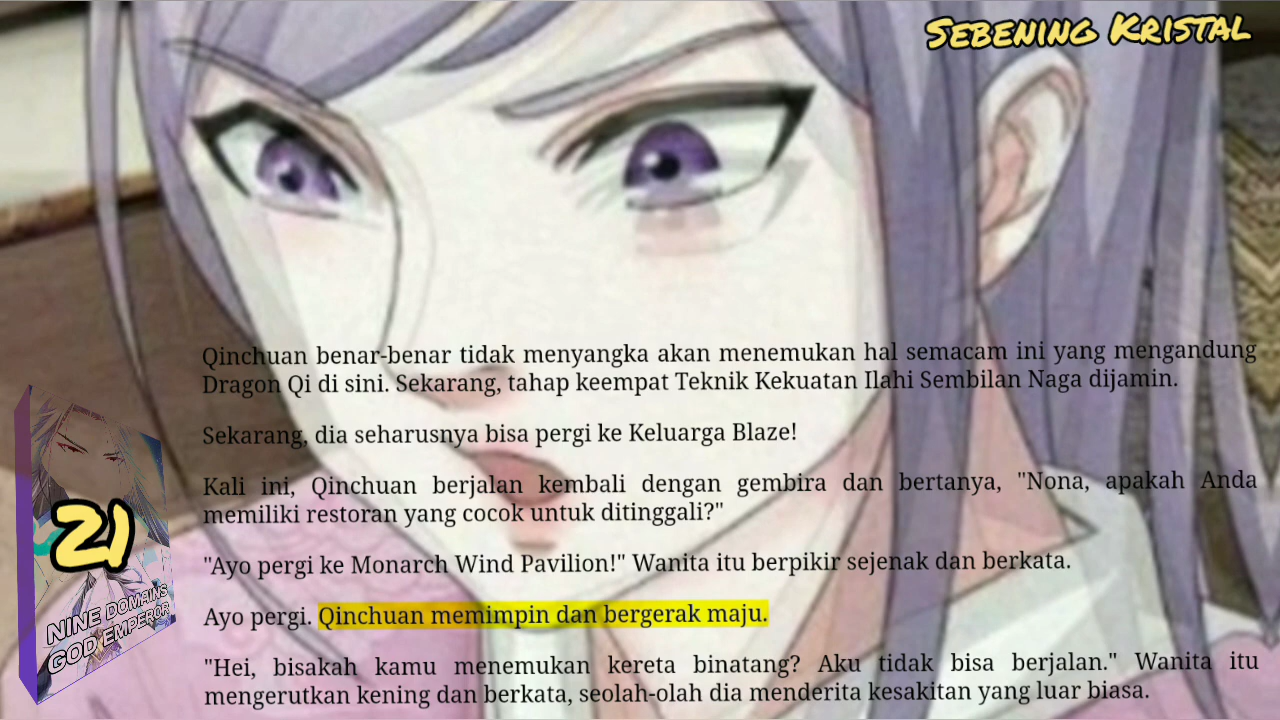 Sebening Kristal
Qinchuan benar-benar tidak menyangka akan menemukan hal semacam ini yang mengandung
Dragon Qi di sini. Sekarang, tahap keempat Teknik Kekuatan Ilahi Sembilan Naga dijamin.
Sekarang, dia seharusnya bisa pergi ke Keluarga Blaze!
Kali ini, Qinchuan berjalan kembali dengan gembira dan bertanya, "Nona, apakah Anda
memiliki restoran yang cocok untuk ditinggali?"
"Ayo pergi ke Monarch Wind Pavilion!" Wanita itu berpikir sejenak dan berkata.
Ayo pergi. Qinchuan memimpin dan bergerak maju.
"Hei, bisakah kamu menemukan kereta binatang? Aku tidak bisa berjalan." Wanita itu
mengerutkan kening dan berkata, seolah-olah dia menderita kesakitan yang luar biasa.
21
NINE DOMAINS
GOD EMPEROR